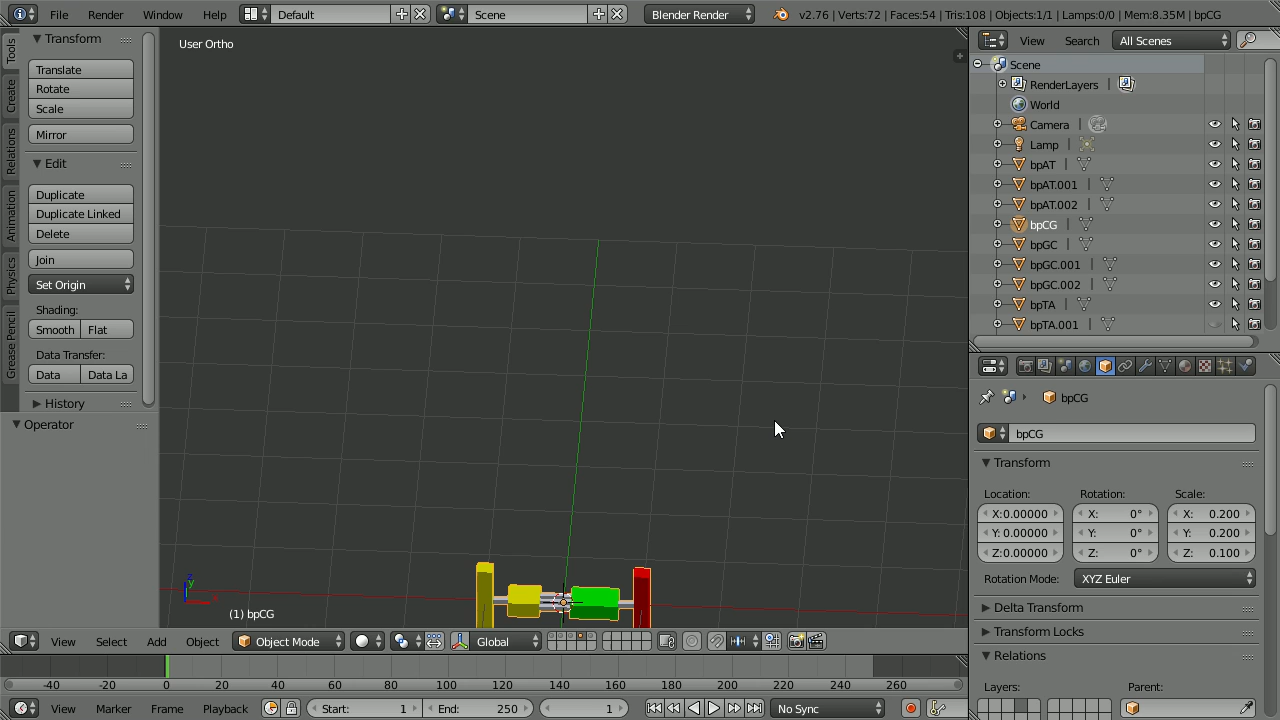 File Render Window Help Default Scene Blender Render v2.76 | Verts:72 | Faces:54 | Tris:108 | Objects:1/1 | Lamps:0/0 | Mem:8.35M | bpCG
Tools
Create
Relations
Animation
Physics
Grease Pencil
Transform
Translate
Rotate
Scale
Mirror
Edit
Duplicate
Duplicate Linked
Delete
Join
Set Origin
Shading:
Smooth Flat
Data Transfer:
Data Data La
History
Operator
User Ortho
(1) bpCG
View Select Add Object Object Mode Global
-40 -20 0 20 40 60 80 100 120 140 160 180 200 220 240 260
View Marker Frame Playback Start: 1 End: 250 1 No Sync
View Search All Scenes
Scene
RenderLayers |
World
Camera |
Lamp |
bpAT |
bpAT.001 |
bpAT.002 |
bpCG |
bpGC |
bpGC.001 |
bpGC.002 |
bpTA |
bpTA.001 |
bpCG
bpCG
Transform
Location: Rotation: Scale:
X:0.00000 X: 0° X: 0.200
Y:0.00000 Y: 0° Y: 0.200
Z:0.00000 Z: 0° Z: 0.100
Rotation Mode: XYZ Euler
Delta Transform
Transform Locks
Relations
Layers: Parent: